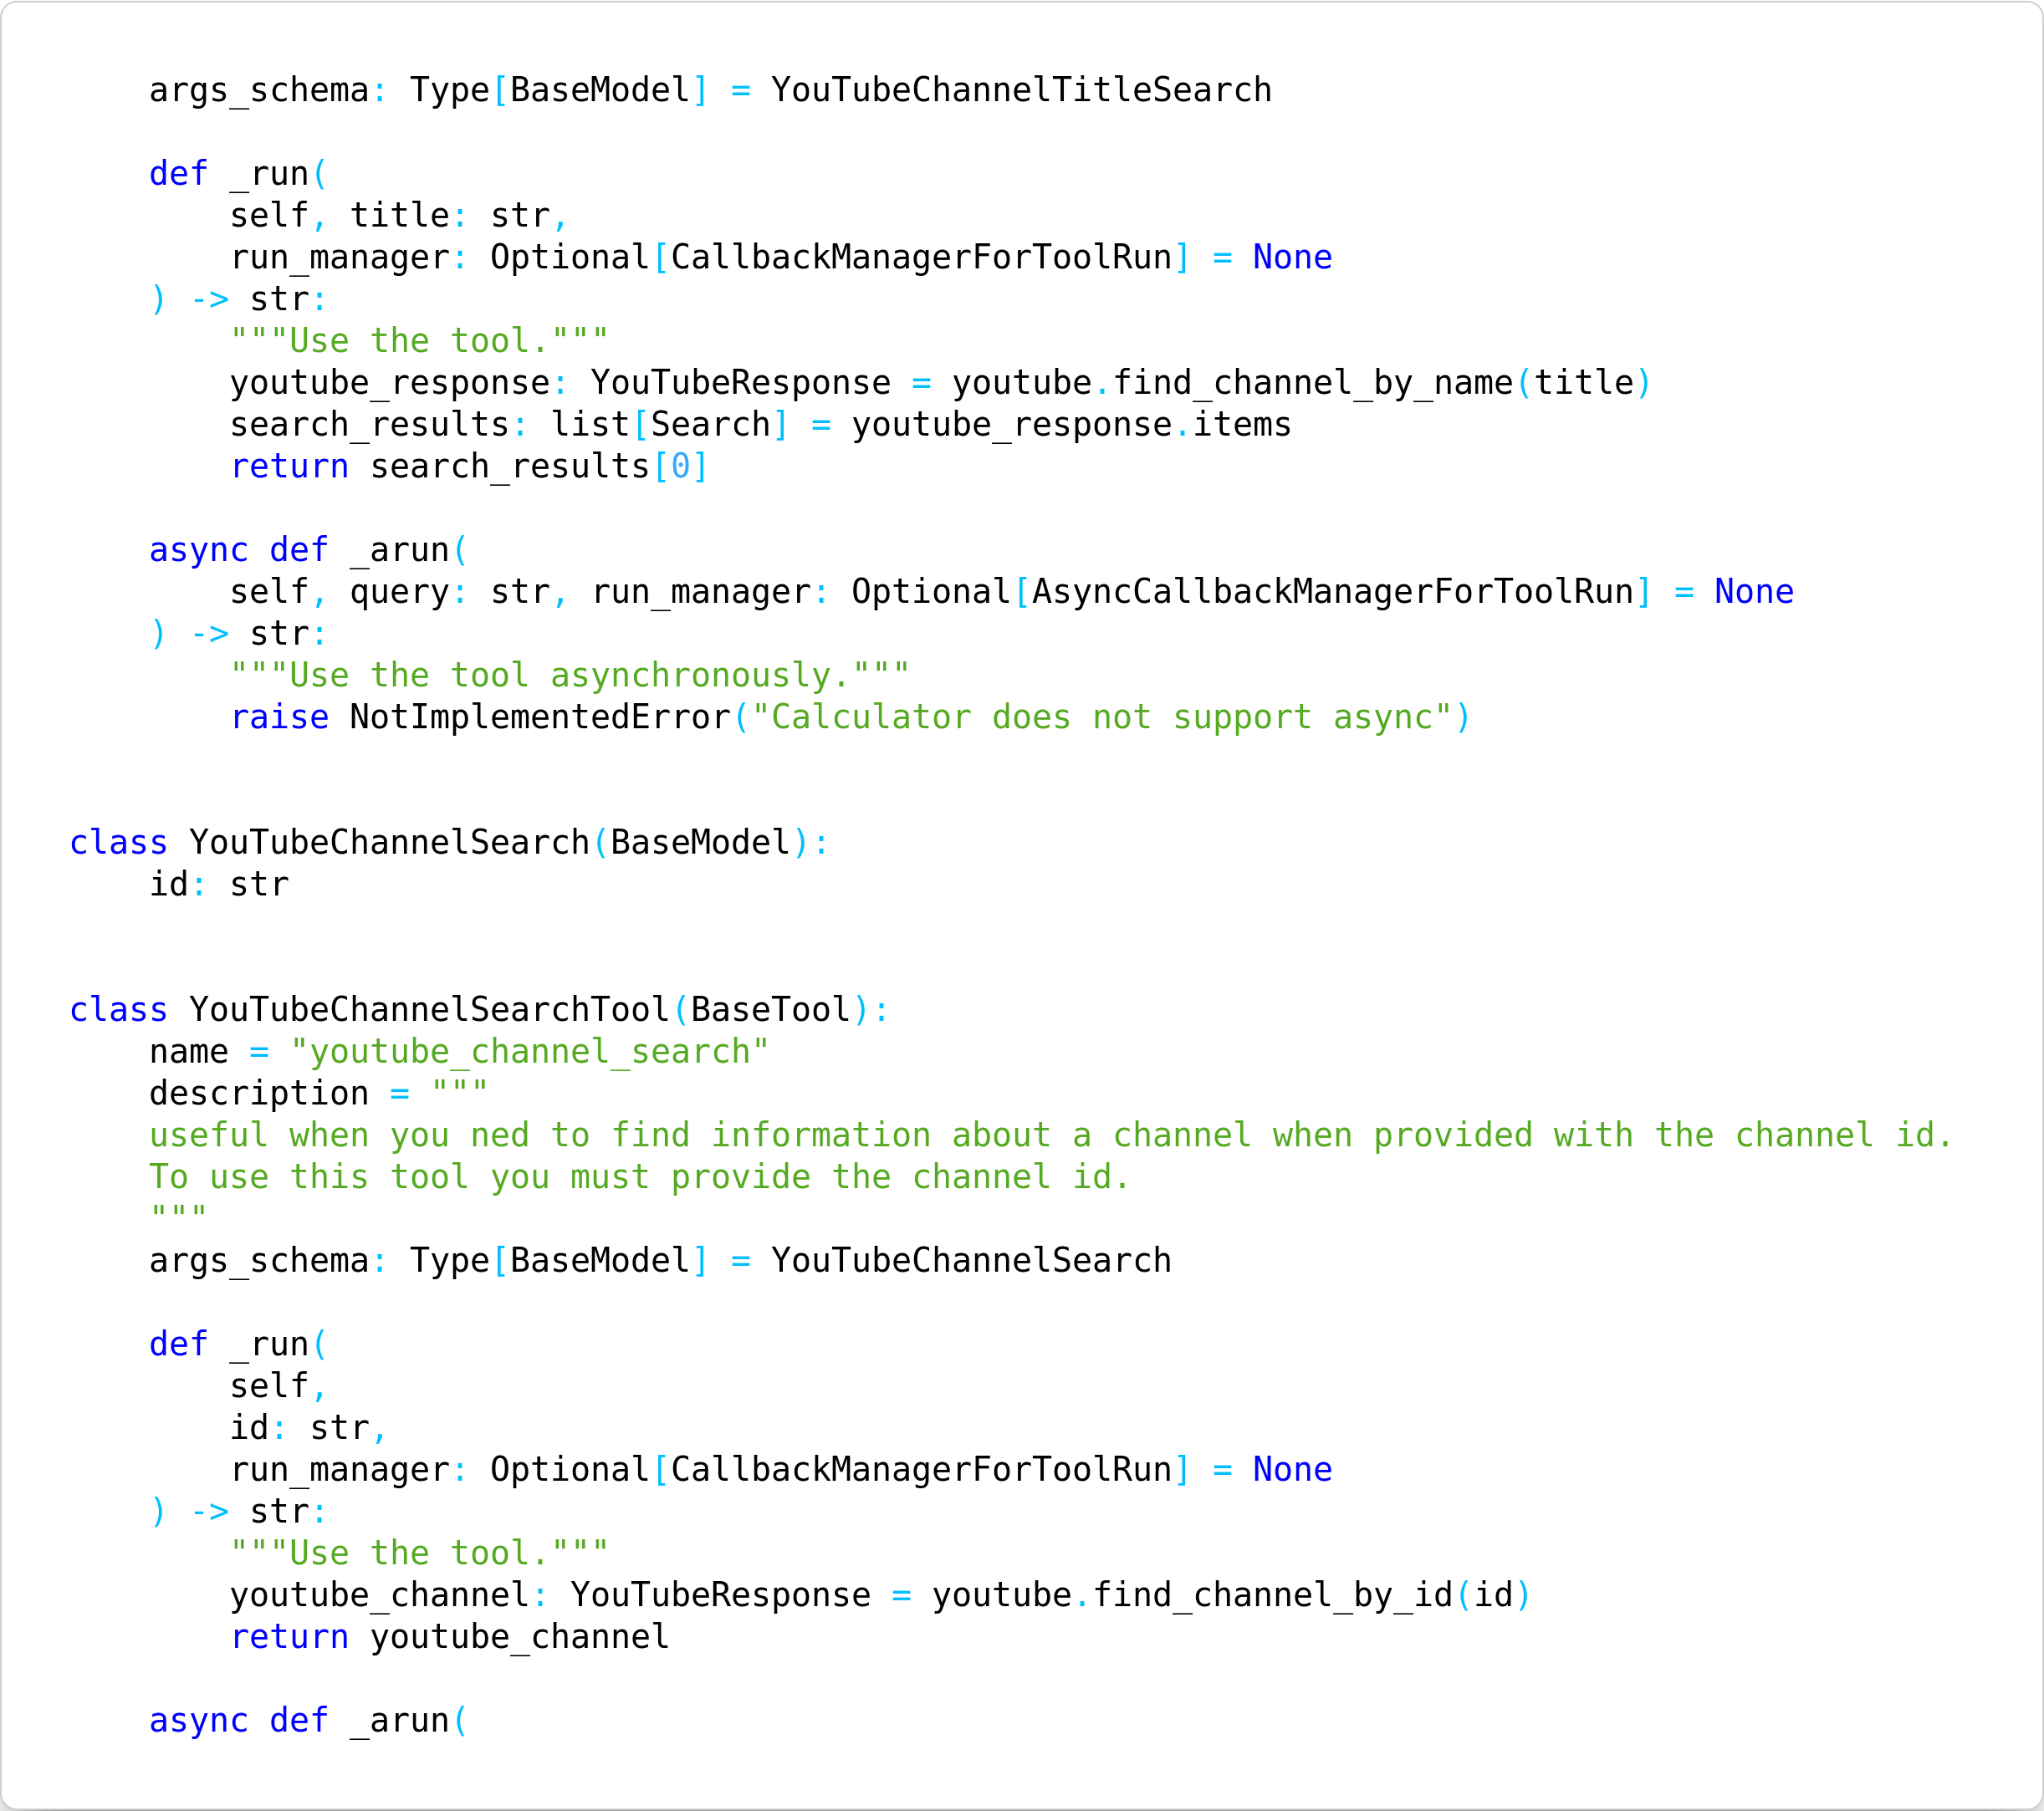 args_schema: Type[BaseModel] = YouTubeChannelTitleSearch

    def _run(
        self, title: str,
        run_manager: Optional[CallbackManagerForToolRun] = None
    ) -> str:
        """Use the tool."""
        youtube_response: YouTubeResponse = youtube.find_channel_by_name(title)
        search_results: list[Search] = youtube_response.items
        return search_results[0]

    async def _arun(
        self, query: str, run_manager: Optional[AsyncCallbackManagerForToolRun] = None
    ) -> str:
        """Use the tool asynchronously."""
        raise NotImplementedError("Calculator does not support async")


class YouTubeChannelSearch(BaseModel):
    id: str


class YouTubeChannelSearchTool(BaseTool):
    name = "youtube_channel_search"
    description = """
    useful when you ned to find information about a channel when provided with the channel id.
    To use this tool you must provide the channel id.
    """
    args_schema: Type[BaseModel] = YouTubeChannelSearch

    def _run(
        self,
        id: str,
        run_manager: Optional[CallbackManagerForToolRun] = None
    ) -> str:
        """Use the tool."""
        youtube_channel: YouTubeResponse = youtube.find_channel_by_id(id)
        return youtube_channel

    async def _arun(